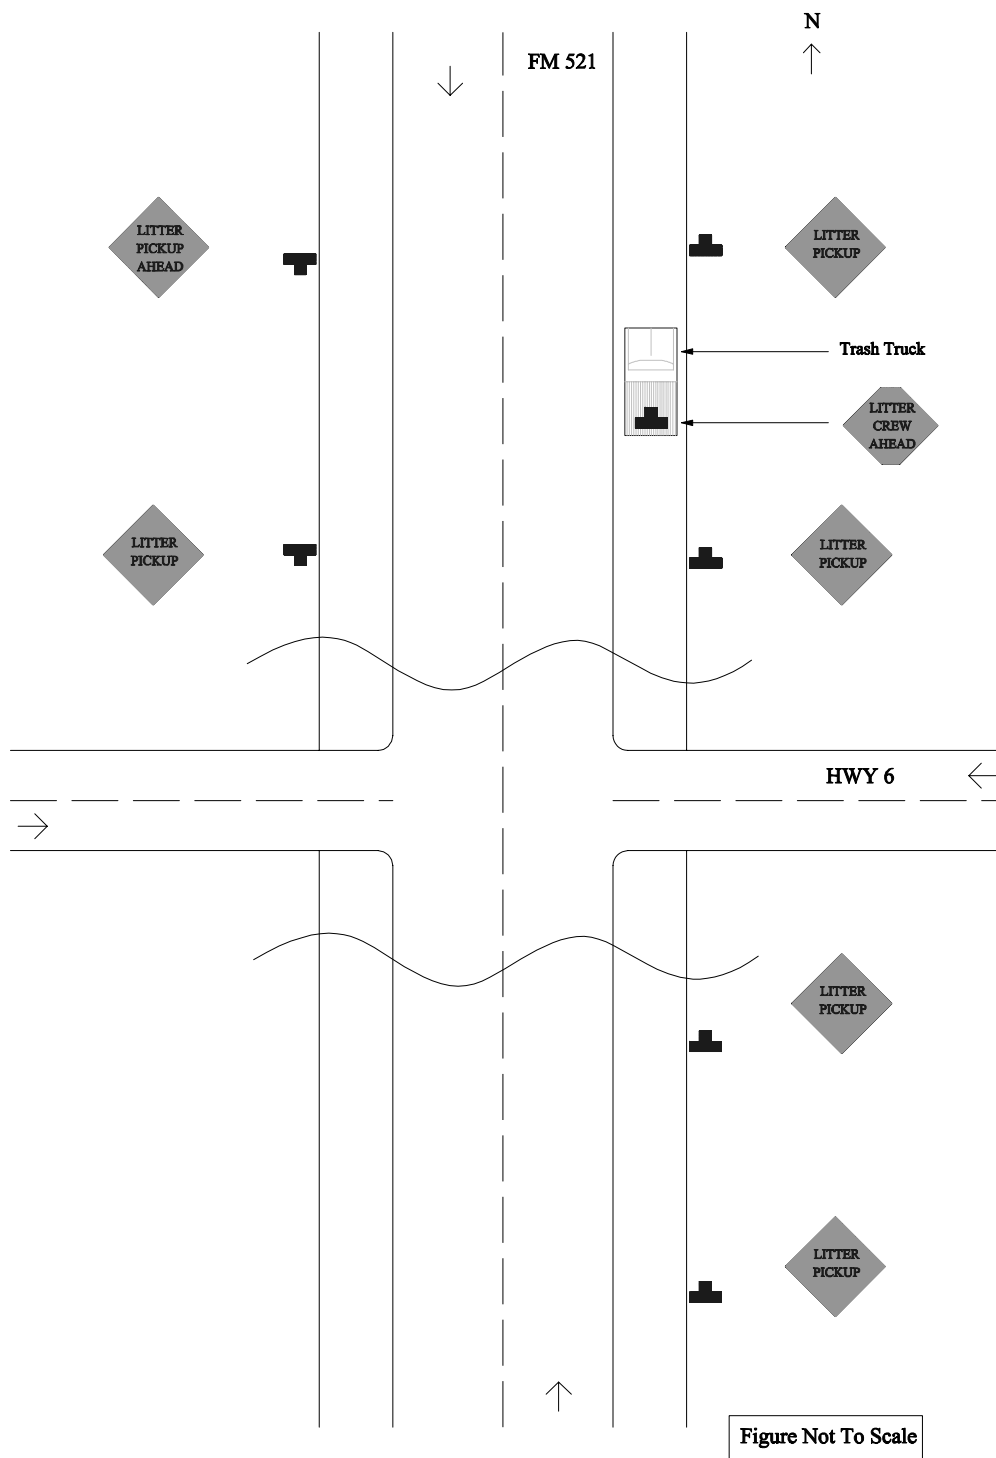 N
FM 521
LITTER
PICKUP
AHEAD
LITTER
PICKUP
Trash Truck
LITTER
CREW
AHEAD
LITTER
PICKUP
LITTER
PICKUP
HWY 6
LITTER
PICKUP
LITTER
PICKUP
Figure Not To Scale